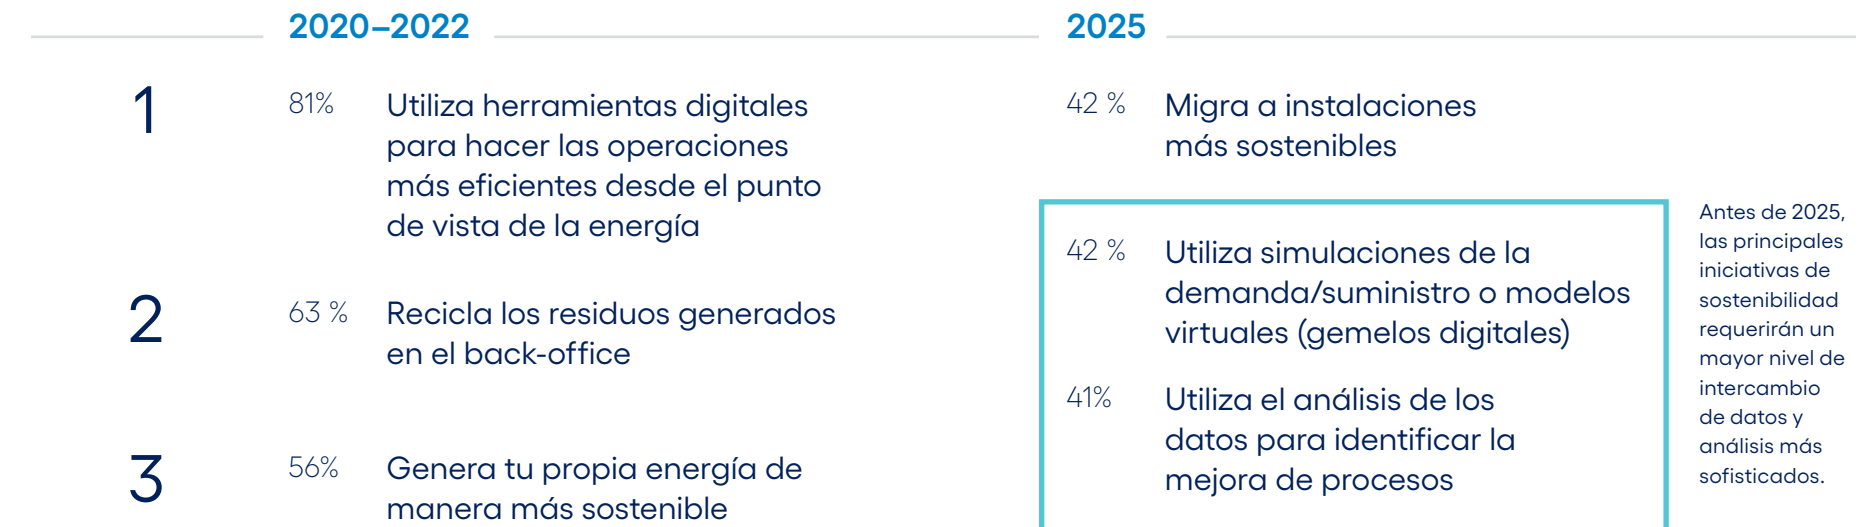 2020–2022
2025
1
81%
Utiliza herramientas digitales
para hacer las operaciones
más eficientes desde el punto
de vista de la energía
42 %
Migra a instalaciones
más sostenibles
2
63 %
Recicla los residuos generados
en el back-office
42 %
Utiliza simulaciones de la
demanda/suministro o modelos
virtuales (gemelos digitales)
3
56%
Genera tu propia energía de
manera más sostenible
41%
Utiliza el análisis de los
datos para identificar la
mejora de procesos
Antes de 2025,
las principales
iniciativas de
sostenibilidad
requerirán un
mayor nivel de
intercambio
de datos y
análisis más
sofisticados.